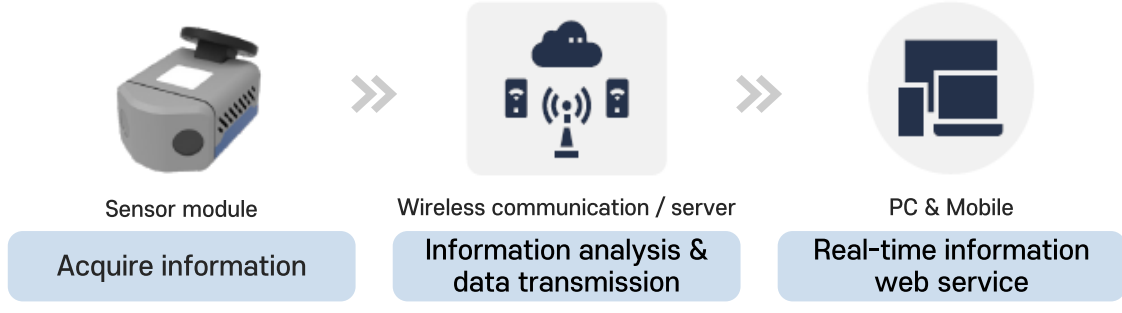 Sensor module
Wireless communication / server
PC & Mobile
Acquire information
Information analysis &
data transmission
Real-time information
web service